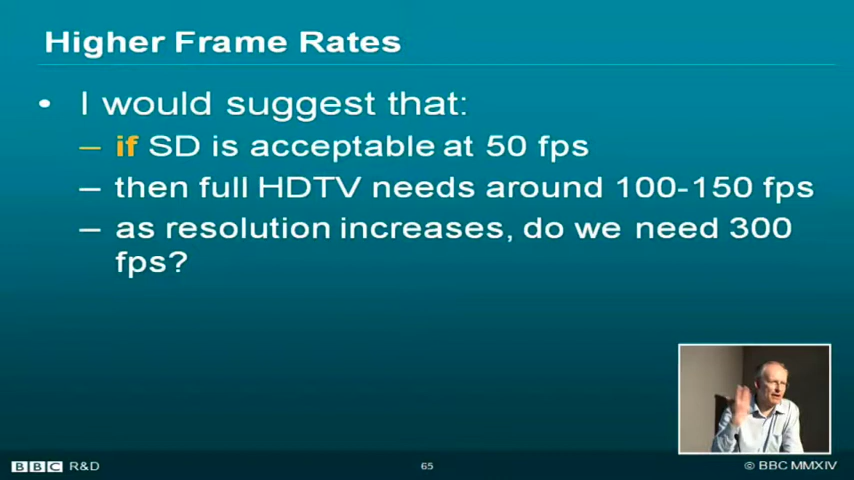 Higher Frame Rates
• I would suggest that:
– if SD is acceptable at 50 fps
– then full HDTV needs around 100-150 fps
– as resolution increases, do we need 300
fps?
BBC R&D
65
© BBC MMXIV